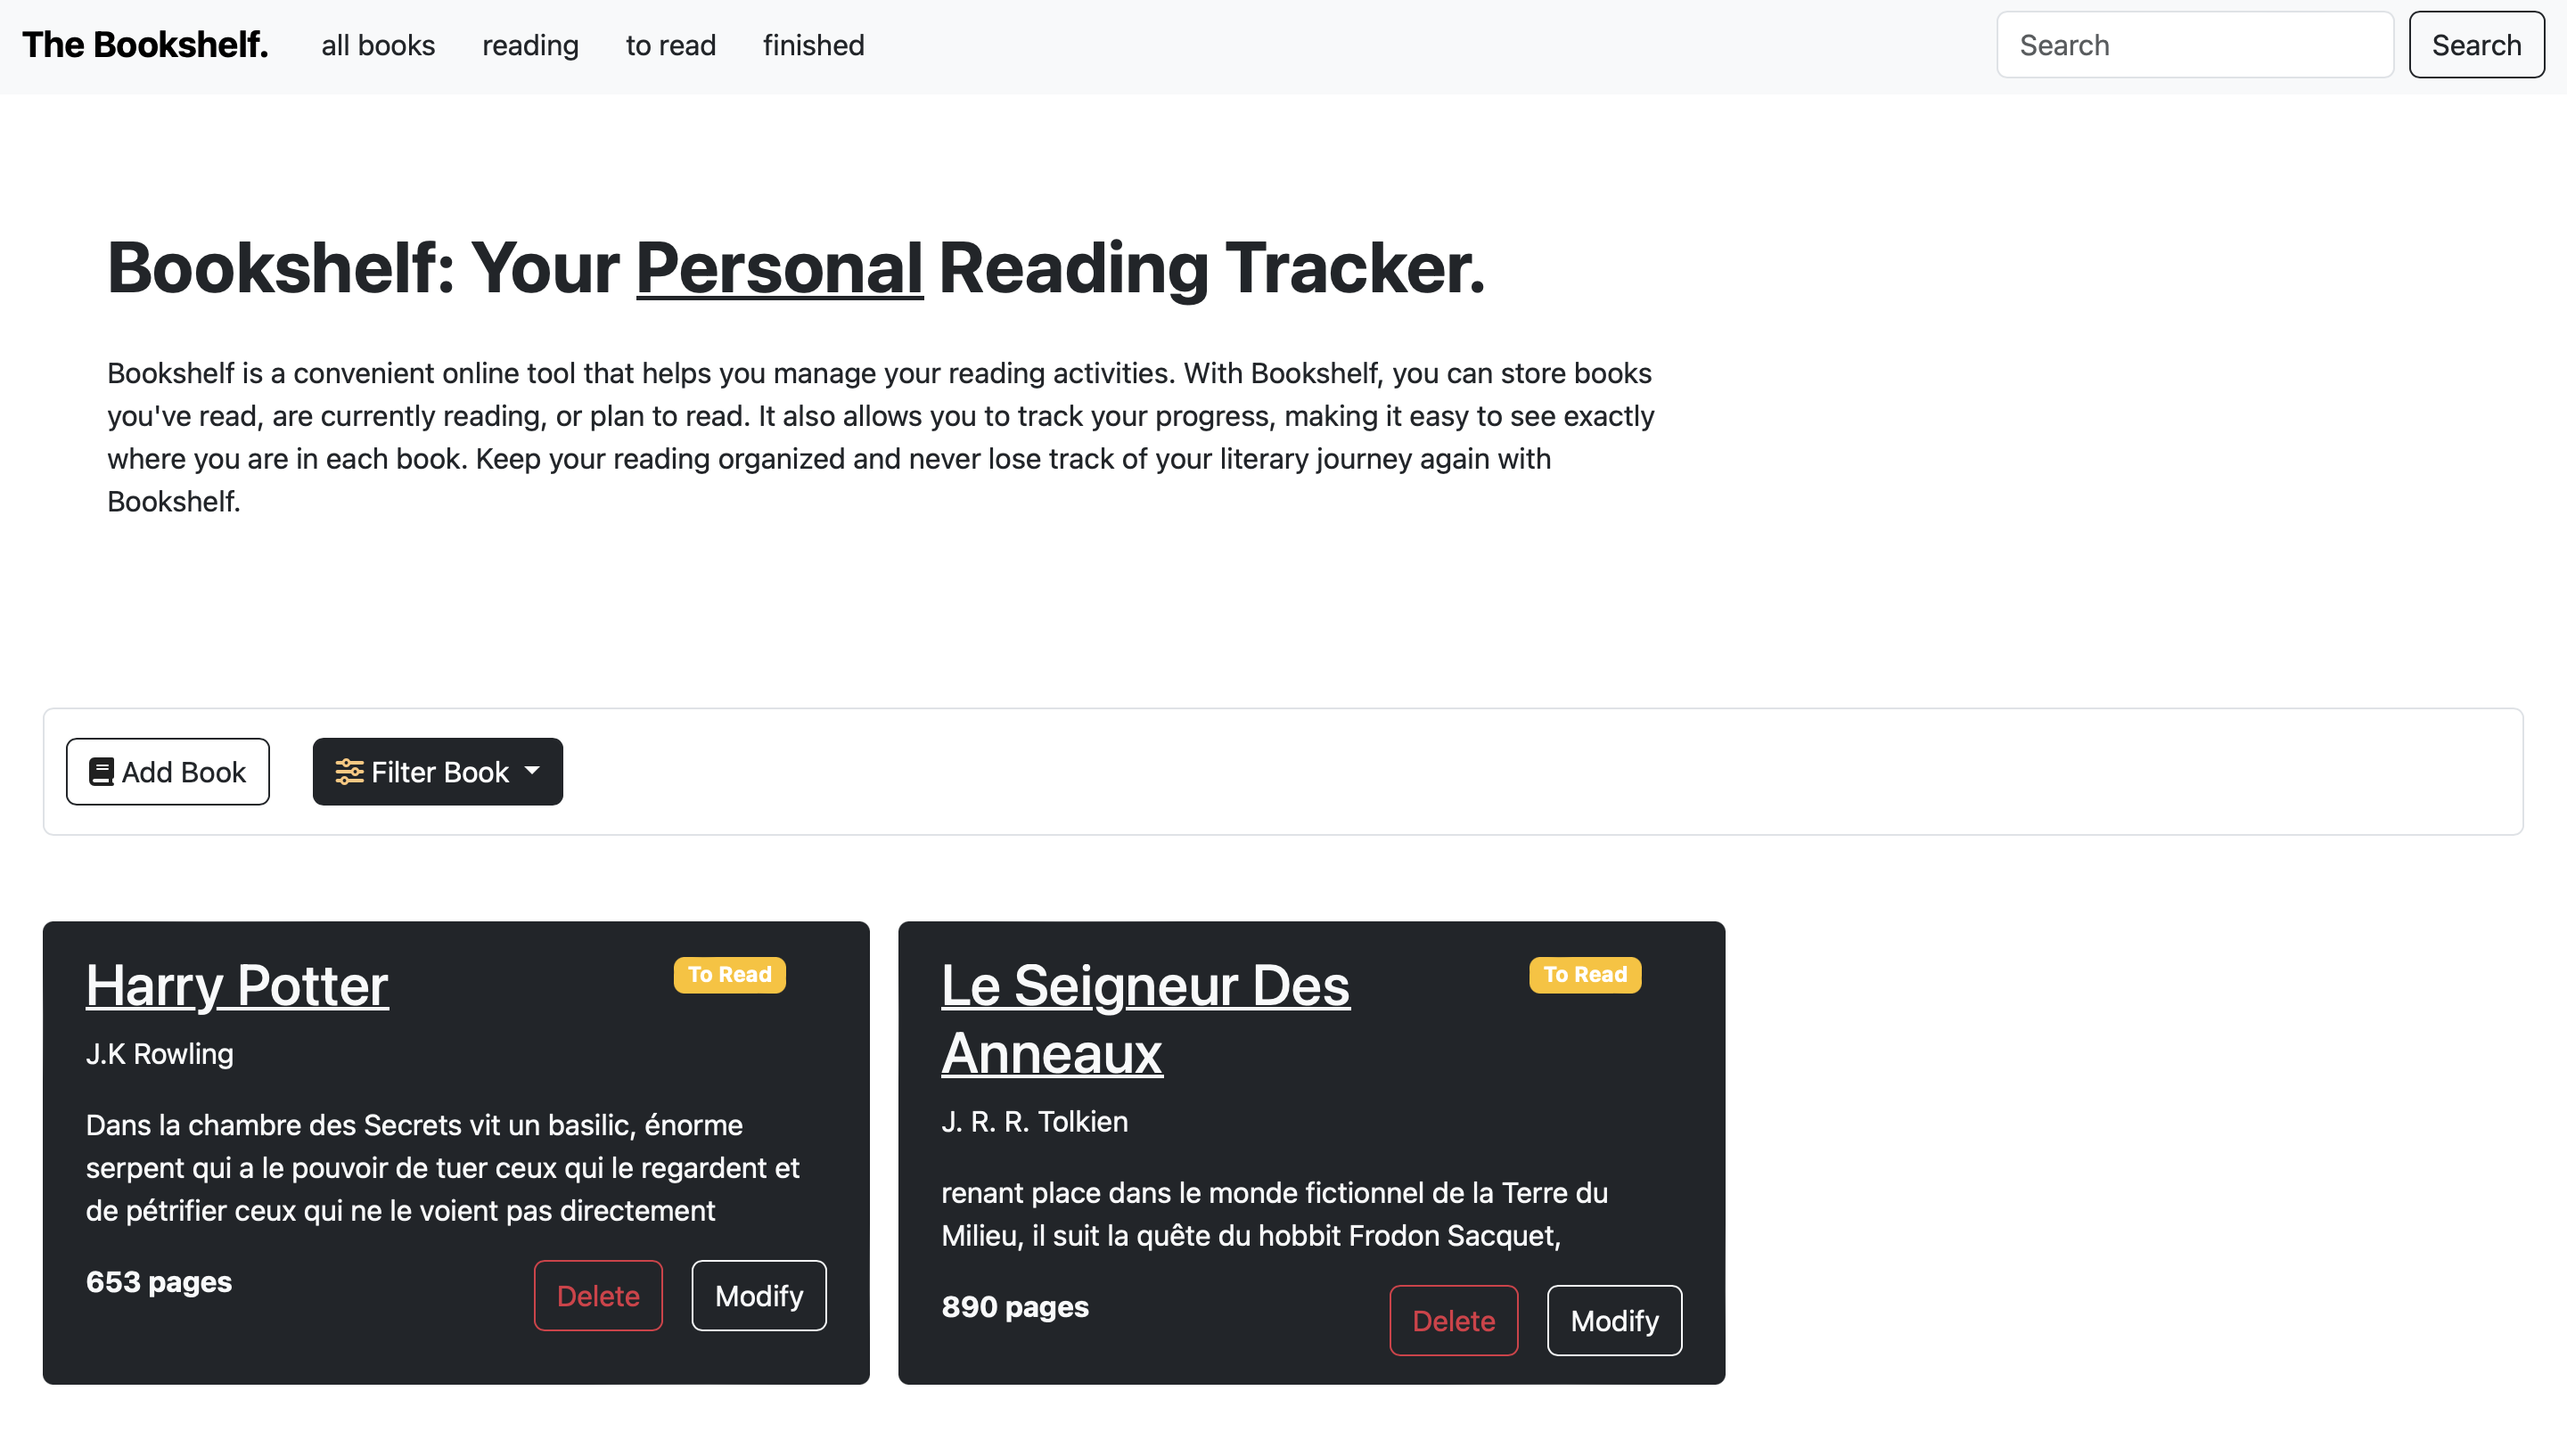 The Bookshelf. all books reading to read finished Search Search
Bookshelf: Your Personal Reading Tracker.
Bookshelf is a convenient online tool that helps you manage your reading activities. With Bookshelf, you can store books
you've read, are currently reading, or plan to read. It also allows you to track your progress, making it easy to see exactly
where you are in each book. Keep your reading organized and never lose track of your literary journey again with
Bookshelf.
Add Book Filter Book
Harry Potter To Read
J.K Rowling
Dans la chambre des Secrets vit un basilic, énorme
serpent qui a le pouvoir de tuer ceux qui le regardent et
de pétrifier ceux qui ne le voient pas directement
653 pages Delete Modify
Le Seigneur Des To Read
Anneaux
J. R. R. Tolkien
renant place dans le monde fictionnel de la Terre du
Milieu, il suit la quête du hobbit Frodon Sacquet,
890 pages Delete Modify